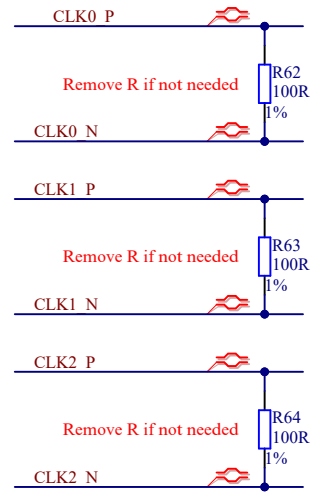 CLK0_P
R62
Remove R if not needed
100R
1%
CLK0_N
CLK1_P
R63
Remove R if not needed
100R
1%
CLK1_N
CLK2_P
R64
Remove R if not needed
100R
1%
CLK2_N